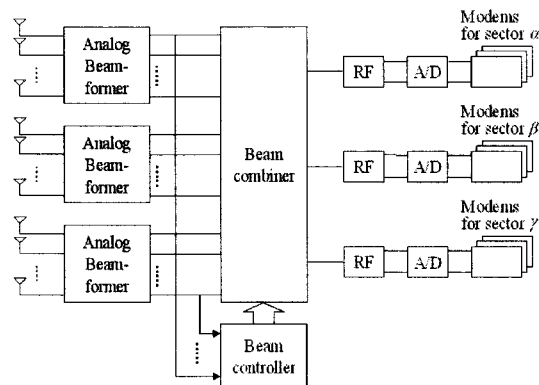 Analog
Beam-
former
Analog
Beam-
former
Analog
Beam-
former
Beam
combiner
Beam
controller
RF
A/D
Modems
for sector α
RF
A/D
Modems
for sector β
RF
A/D
Modems
for sector γ